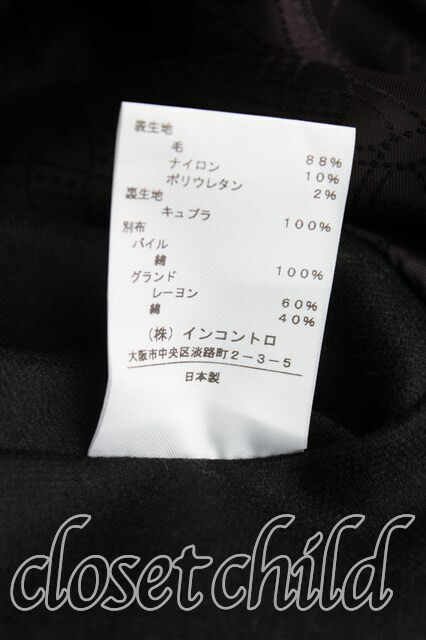 表生地
毛 88%
ナイロン 10%
ポリウレタン 2%
裏生地
キュプラ 100%
別布
パイル
綿 100%
グランド
レーヨン 60%
綿 40%
(株)インコントロ
大阪市中央区淡路町2-3-5
日本製
closet child